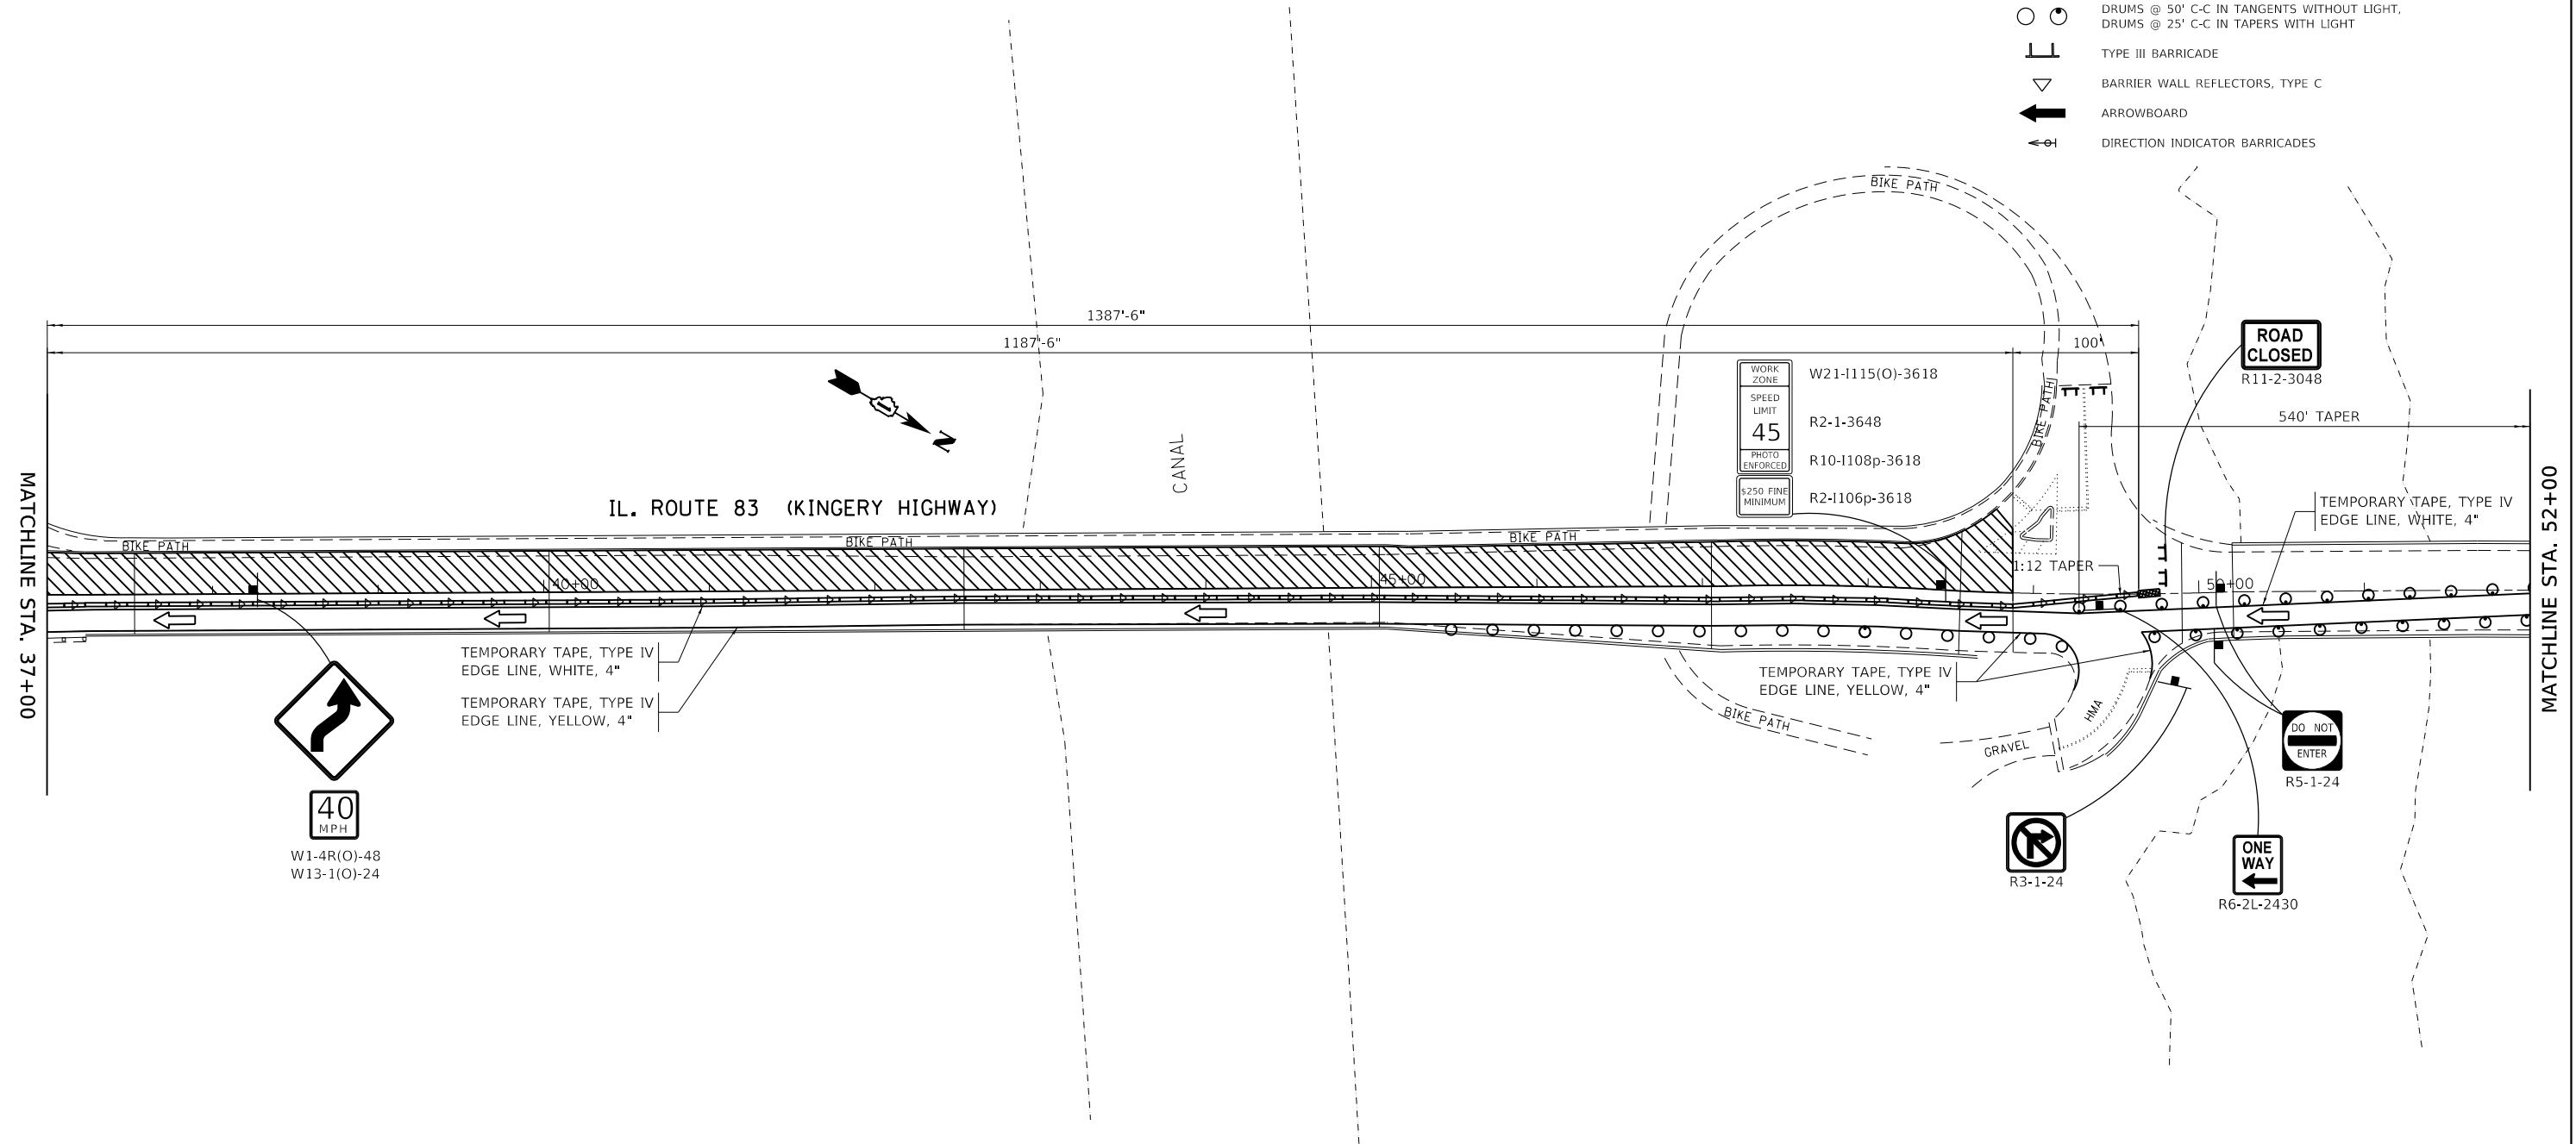 DRUMS @ 50' C-C IN TANGENTS WITHOUT LIGHT,
DRUMS @ 25' C-C IN TAPERS WITH LIGHT
TYPE III BARRICADE
BARRIER WALL REFLECTORS, TYPE C
ARROWBOARD
DIRECTION INDICATOR BARRICADES
BIKE PATH
1387'-6"
1187'-6"
100'
ROAD
CLOSED
R11-2-3048
540' TAPER
WORK
ZONE
SPEED
LIMIT
45
PHOTO
ENFORCED
$250 FINE
MINIMUM
W21-I115(O)-3618
R2-1-3648
R10-I108p-3618
R2-I106p-3618
BIKE PATH
N
CANAL
IL. ROUTE 83 (KINGERY HIGHWAY)
MATCHLINE STA. 37+00
MATCHLINE STA. 52+00
TEMPORARY TAPE, TYPE IV
EDGE LINE, WHITE, 4"
BIKE PATH
BIKE PATH
BIKE PATH
1:12 TAPER
40+00
45+00
50+00
TEMPORARY TAPE, TYPE IV
EDGE LINE, WHITE, 4"
TEMPORARY TAPE, TYPE IV
EDGE LINE, YELLOW, 4"
TEMPORARY TAPE, TYPE IV
EDGE LINE, YELLOW, 4"
BIKE PATH
GRAVEL
HMA
DO NOT
ENTER
R5-1-24
40
MPH
W1-4R(O)-48
W13-1(O)-24
R3-1-24
ONE
WAY
R6-2L-2430